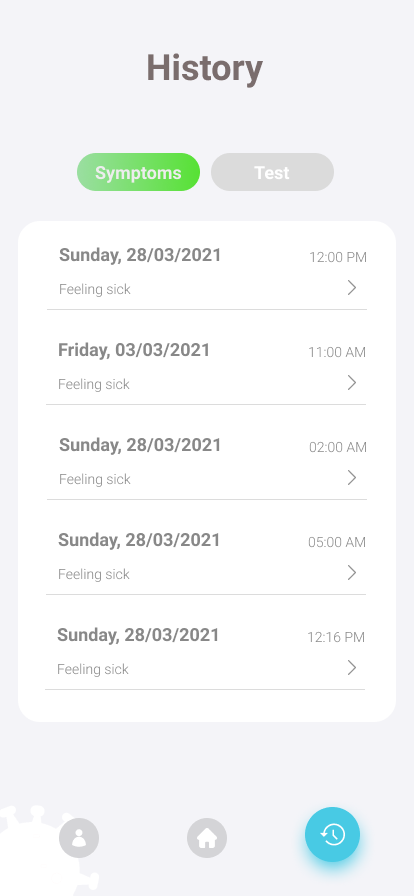 History
Symptoms
Test
Sunday, 28/03/2021
12:00 PM
Feeling sick
Friday, 03/03/2021
11:00 AM
Feeling sick
Sunday, 28/03/2021
02:00 AM
Feeling sick
Sunday, 28/03/2021
05:00 AM
Feeling sick
Sunday, 28/03/2021
12:16 PM
Feeling sick